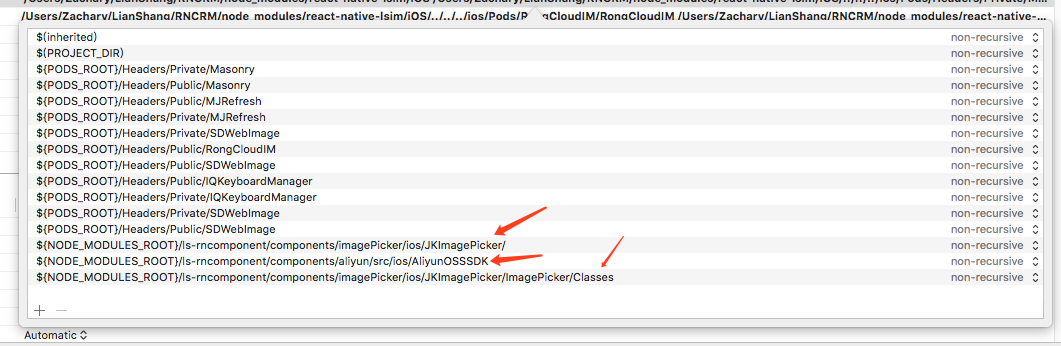 /Users/Zachary/LianShang/RNCRM/node_modules/react-native-lsim/iOS/../../../ios/Pods/RongCloudIM/RongCloudIM /Users/Zachary/LianShang/RNCRM/node_modules/react-native-...
$(inherited) non-recursive
$(PROJECT_DIR) non-recursive
${PODS_ROOT}/Headers/Private/Masonry non-recursive
${PODS_ROOT}/Headers/Public/Masonry non-recursive
${PODS_ROOT}/Headers/Public/MJRefresh non-recursive
${PODS_ROOT}/Headers/Private/MJRefresh non-recursive
${PODS_ROOT}/Headers/Private/SDWebImage non-recursive
${PODS_ROOT}/Headers/Public/RongCloudIM non-recursive
${PODS_ROOT}/Headers/Public/SDWebImage non-recursive
${PODS_ROOT}/Headers/Public/IQKeyboardManager non-recursive
${PODS_ROOT}/Headers/Private/IQKeyboardManager non-recursive
${PODS_ROOT}/Headers/Private/SDWebImage non-recursive
${PODS_ROOT}/Headers/Public/SDWebImage non-recursive
${NODE_MODULES_ROOT}/ls-rncomponent/components/imagePicker/ios/JKImagePicker/ non-recursive
${NODE_MODULES_ROOT}/ls-rncomponent/components/aliyun/src/ios/AliyunOSSSDK non-recursive
${NODE_MODULES_ROOT}/ls-rncomponent/components/imagePicker/ios/JKImagePicker/ImagePicker/Classes non-recursive
Automatic